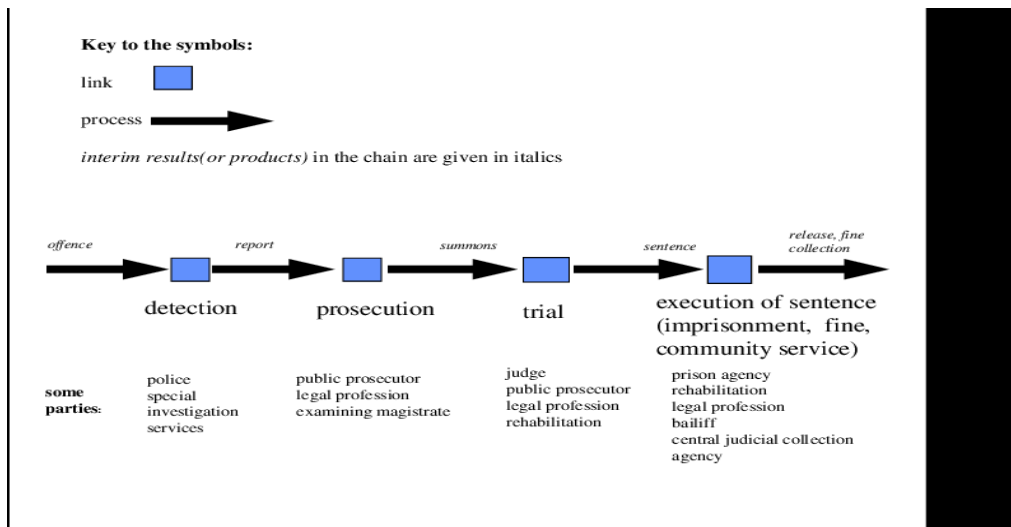 Key to the symbols:
link
process
interim results(or products) in the chain are given in italics
offence
report
summons
sentence
release, fine
collection
detection
prosecution
trial
execution of sentence
(imprisonment, fine,
community service)
some
parties:
police
special
investigation
services
public prosecutor
legal profession
examining magistrate
judge
public prosecutor
legal profession
rehabilitation
prison agency
rehabilitation
legal profession
bailiff
central judicial collection
agency